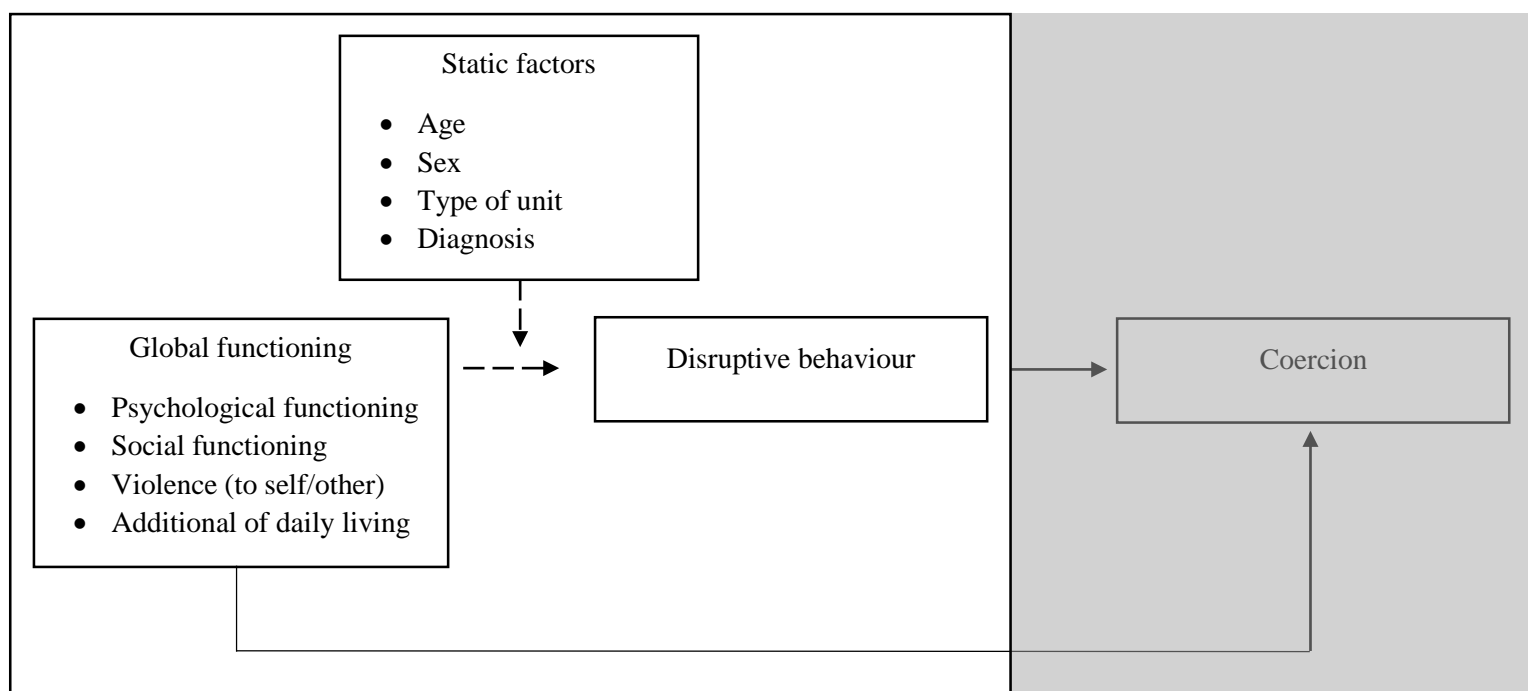 Static factors
• Age
• Sex
• Type of unit
• Diagnosis
Global functioning
• Psychological functioning
• Social functioning
• Violence (to self/other)
• Additional of daily living
Disruptive behaviour
Coercion